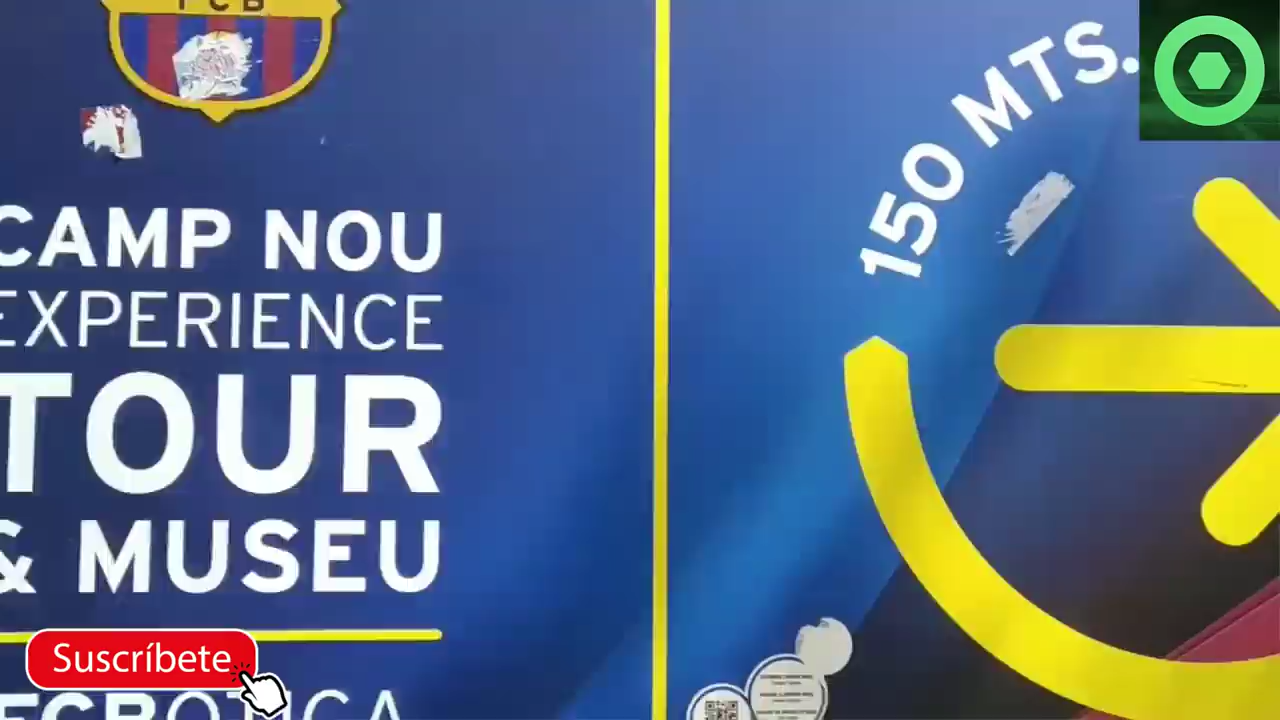 FCB
CAMP NOU
EXPERIENCE
TOUR
& MUSEU
150 MTS.
Suscríbete